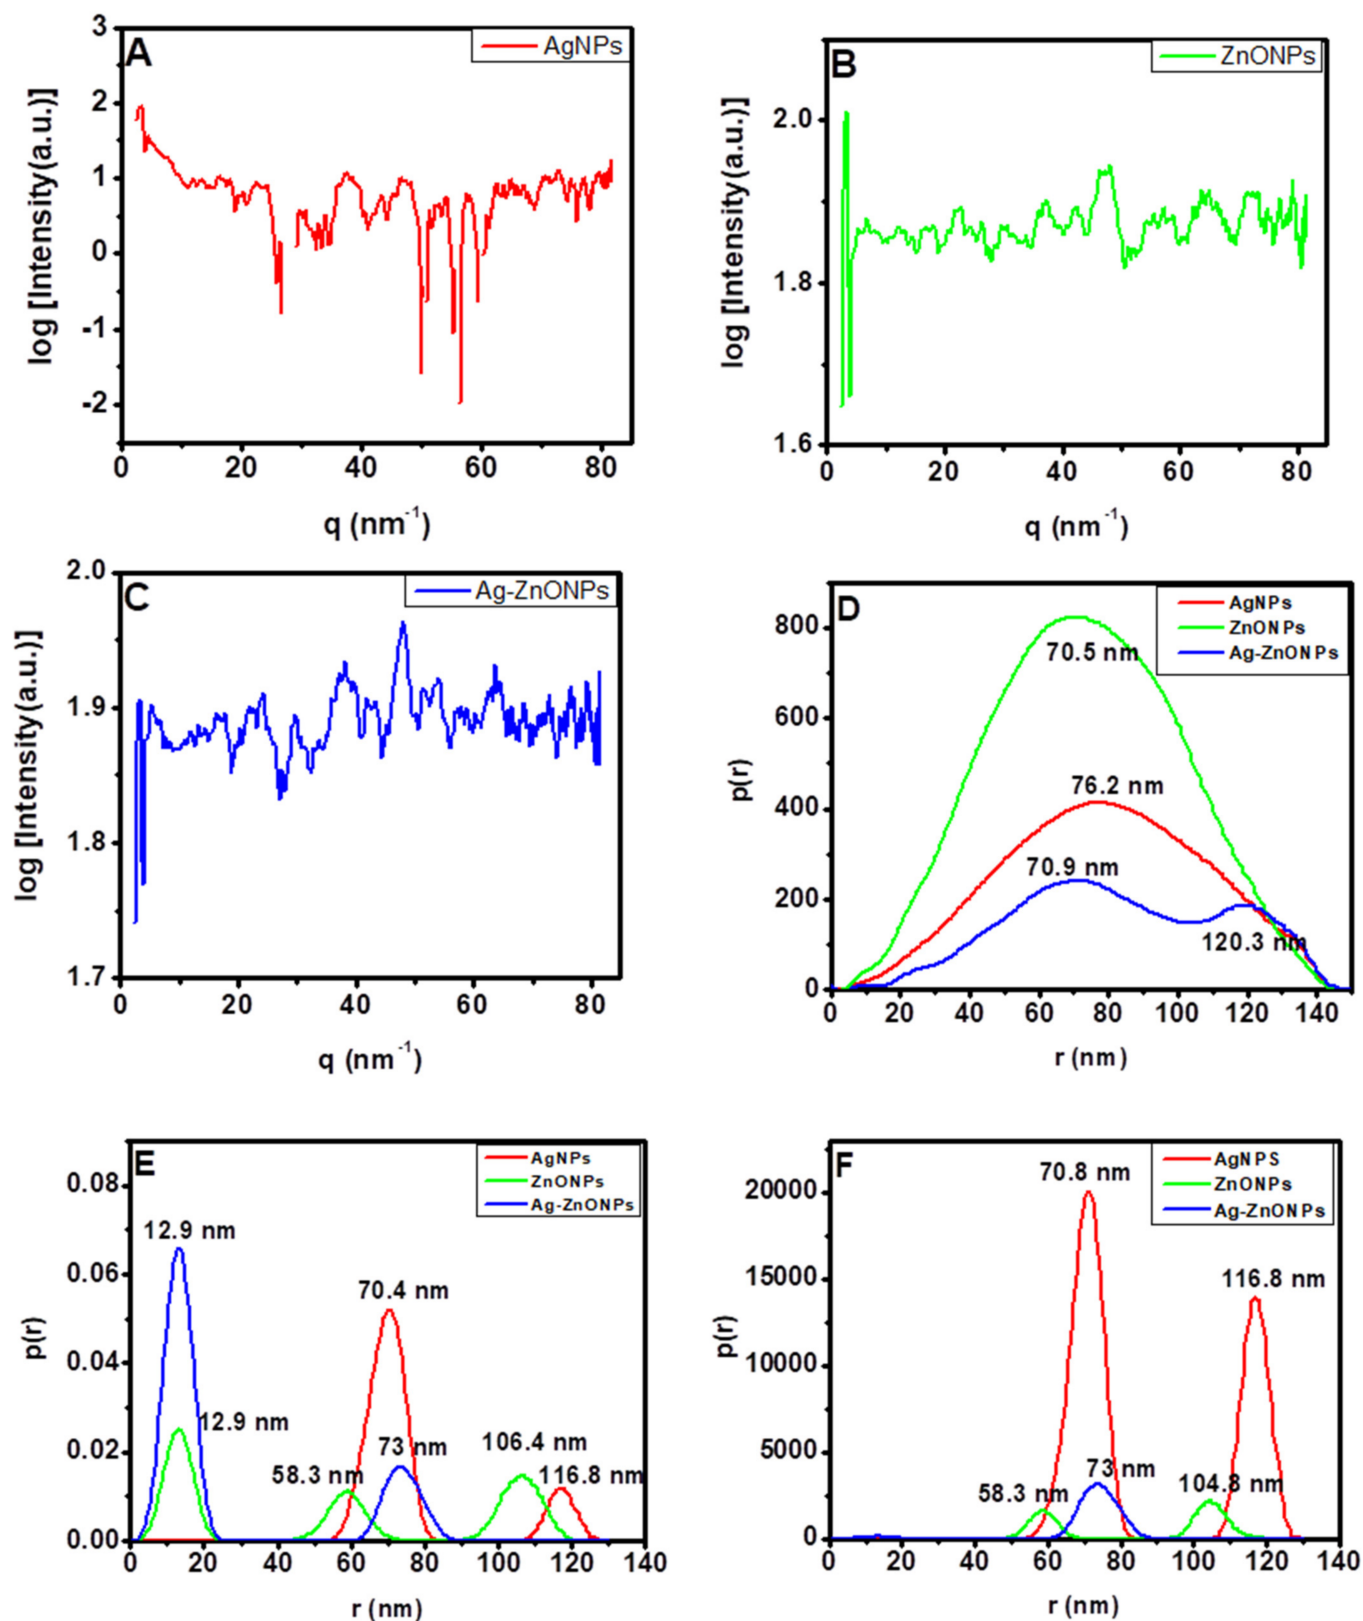 A
AgNPs
log [Intensity(a.u.)]
3
2
1
0
-1
-2
0 20 40 60 80
q (nm⁻¹)
B
ZnONPs
log [Intensity(a.u.)]
2.0
1.8
1.6
0 20 40 60 80
q (nm⁻¹)
C
Ag-ZnONPs
log [Intensity(a.u.)]
2.0
1.9
1.8
1.7
0 20 40 60 80
q (nm⁻¹)
D
AgNPs
ZnONPs
Ag-ZnONPs
p(r)
800
600
400
200
0
70.5 nm
76.2 nm
70.9 nm
120.3 nm
0 20 40 60 80 100 120 140
r (nm)
E
AgNPs
ZnONPs
Ag-ZnONPs
p(r)
0.08
0.06
0.04
0.02
0.00
12.9 nm
70.4 nm
12.9 nm
58.3 nm
73 nm
106.4 nm
116.8 nm
0 20 40 60 80 100 120 140
r (nm)
F
AgNPS
ZnONPs
Ag-ZnONPs
p(r)
20000
15000
10000
5000
0
70.8 nm
116.8 nm
58.3 nm
73 nm
104.8 nm
0 20 40 60 80 100 120 140
r (nm)